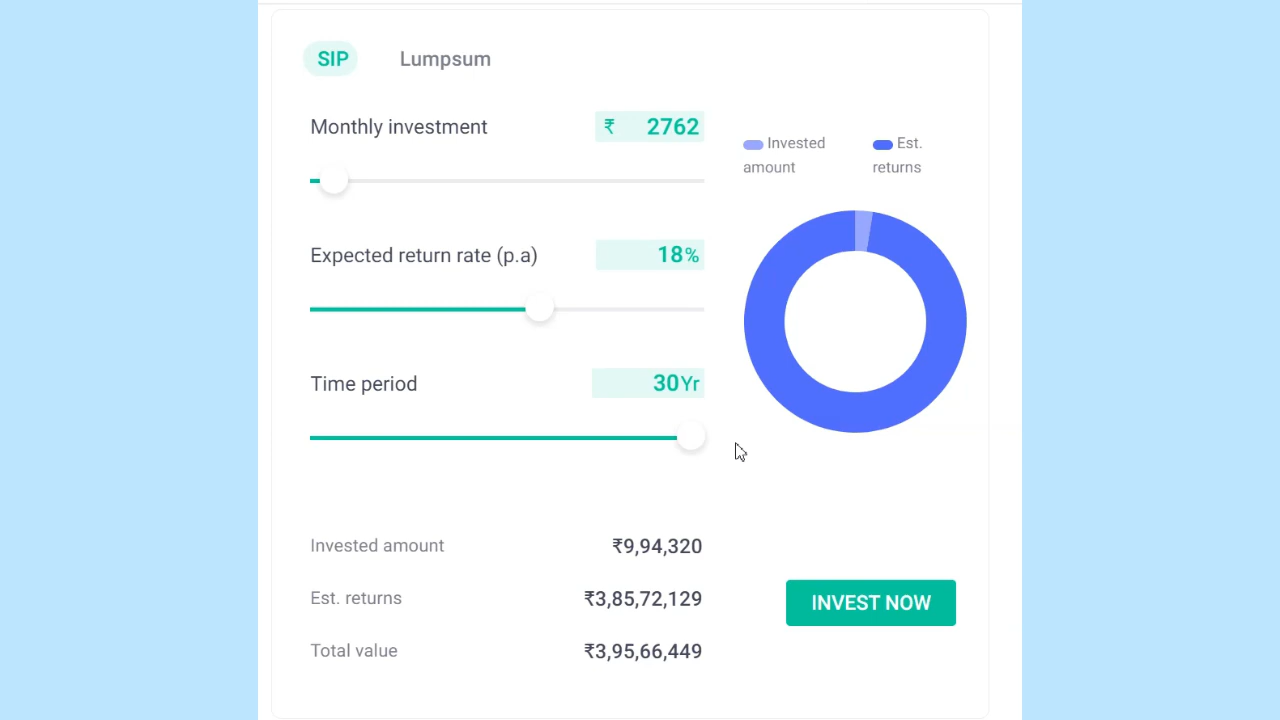 SIP Lumpsum
Monthly investment ₹ 2762
Invested amount
Est. returns
Expected return rate (p.a) 18%
Time period 30Yr
Invested amount ₹9,94,320
Est. returns ₹3,85,72,129
Total value ₹3,95,66,449
INVEST NOW